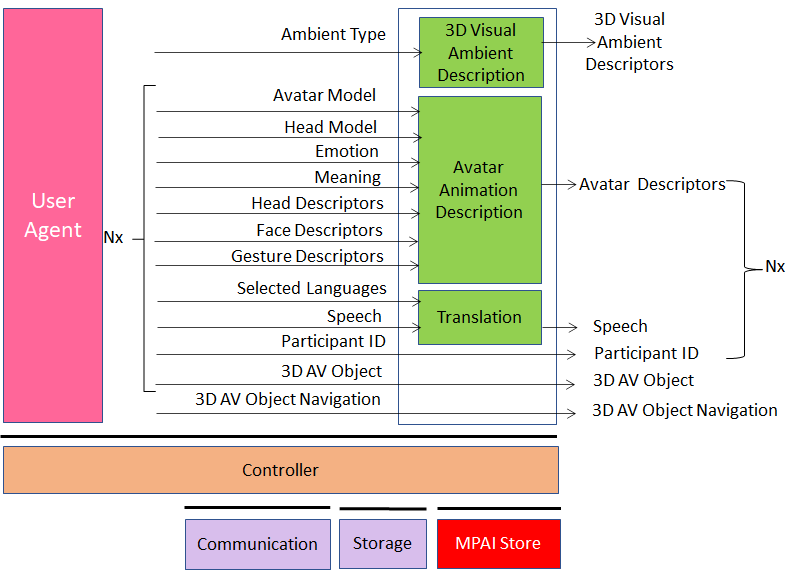 User
Agent
Nx
Ambient Type
Avatar Model
Head Model
Emotion
Meaning
Head Descriptors
Face Descriptors
Gesture Descriptors
Selected Languages
Speech
Participant ID
3D AV Object
3D AV Object Navigation
3D Visual
Ambient
Description
Avatar
Animation
Description
Translation
3D Visual
Ambient
Descriptors
Avatar Descriptors
Speech
Participant ID
3D AV Object
3D AV Object Navigation
Nx
Controller
Communication
Storage
MPAI Store